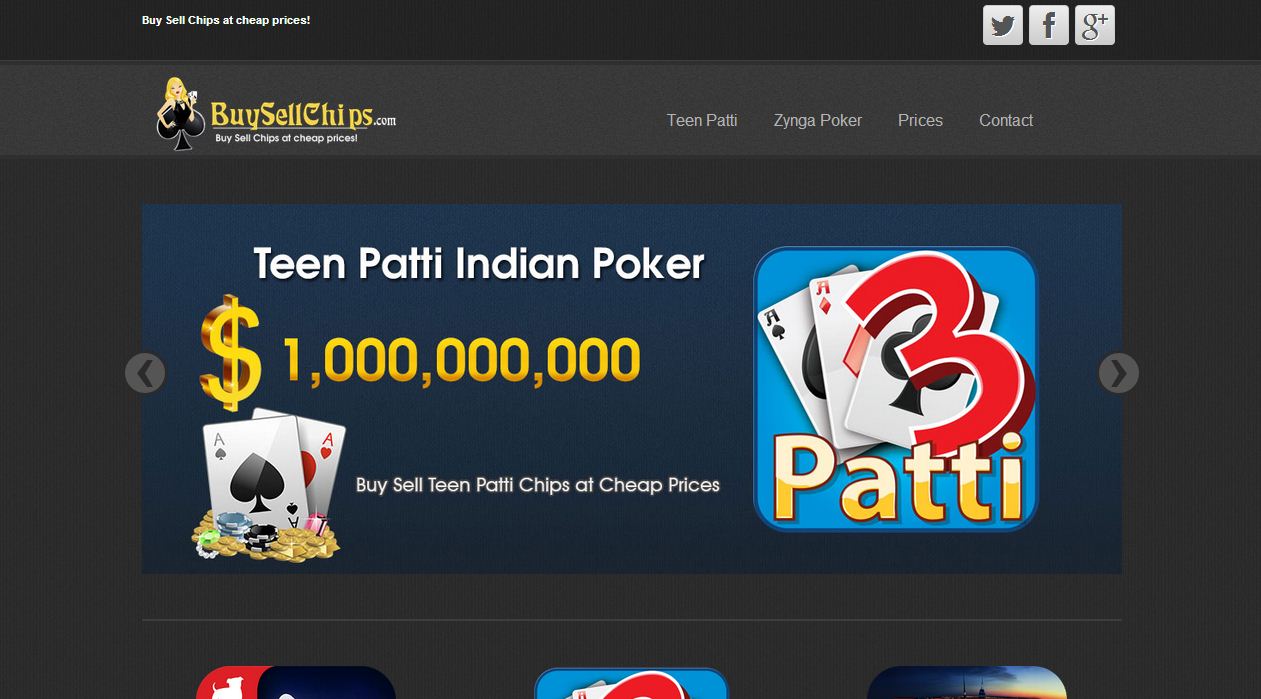 Buy Sell Chips at cheap prices!
g+
BuySellChips.com
Buy Sell Chips at cheap prices!
Teen Patti Zynga Poker Prices Contact
Teen Patti Indian Poker
$ 1,000,000,000
A A
A
Buy Sell Teen Patti Chips at Cheap Prices
A A
3
Patti